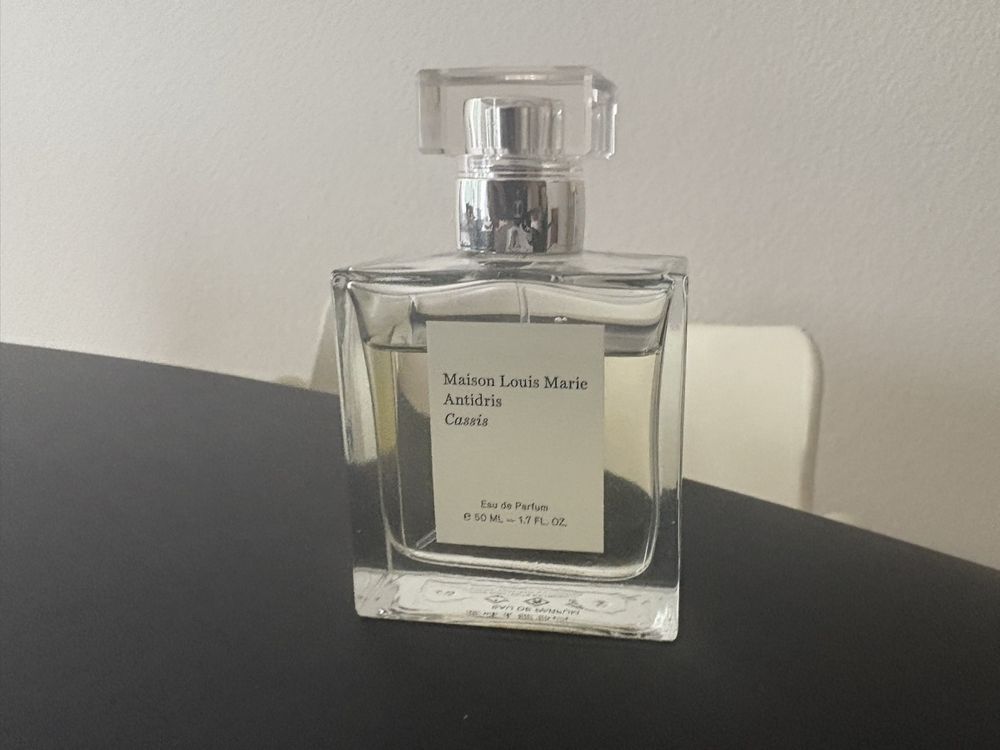 Maison Louis Marie
Antidris
Cassis
Eau de Parfum
℮ 50 ML — 1.7 FL. OZ.